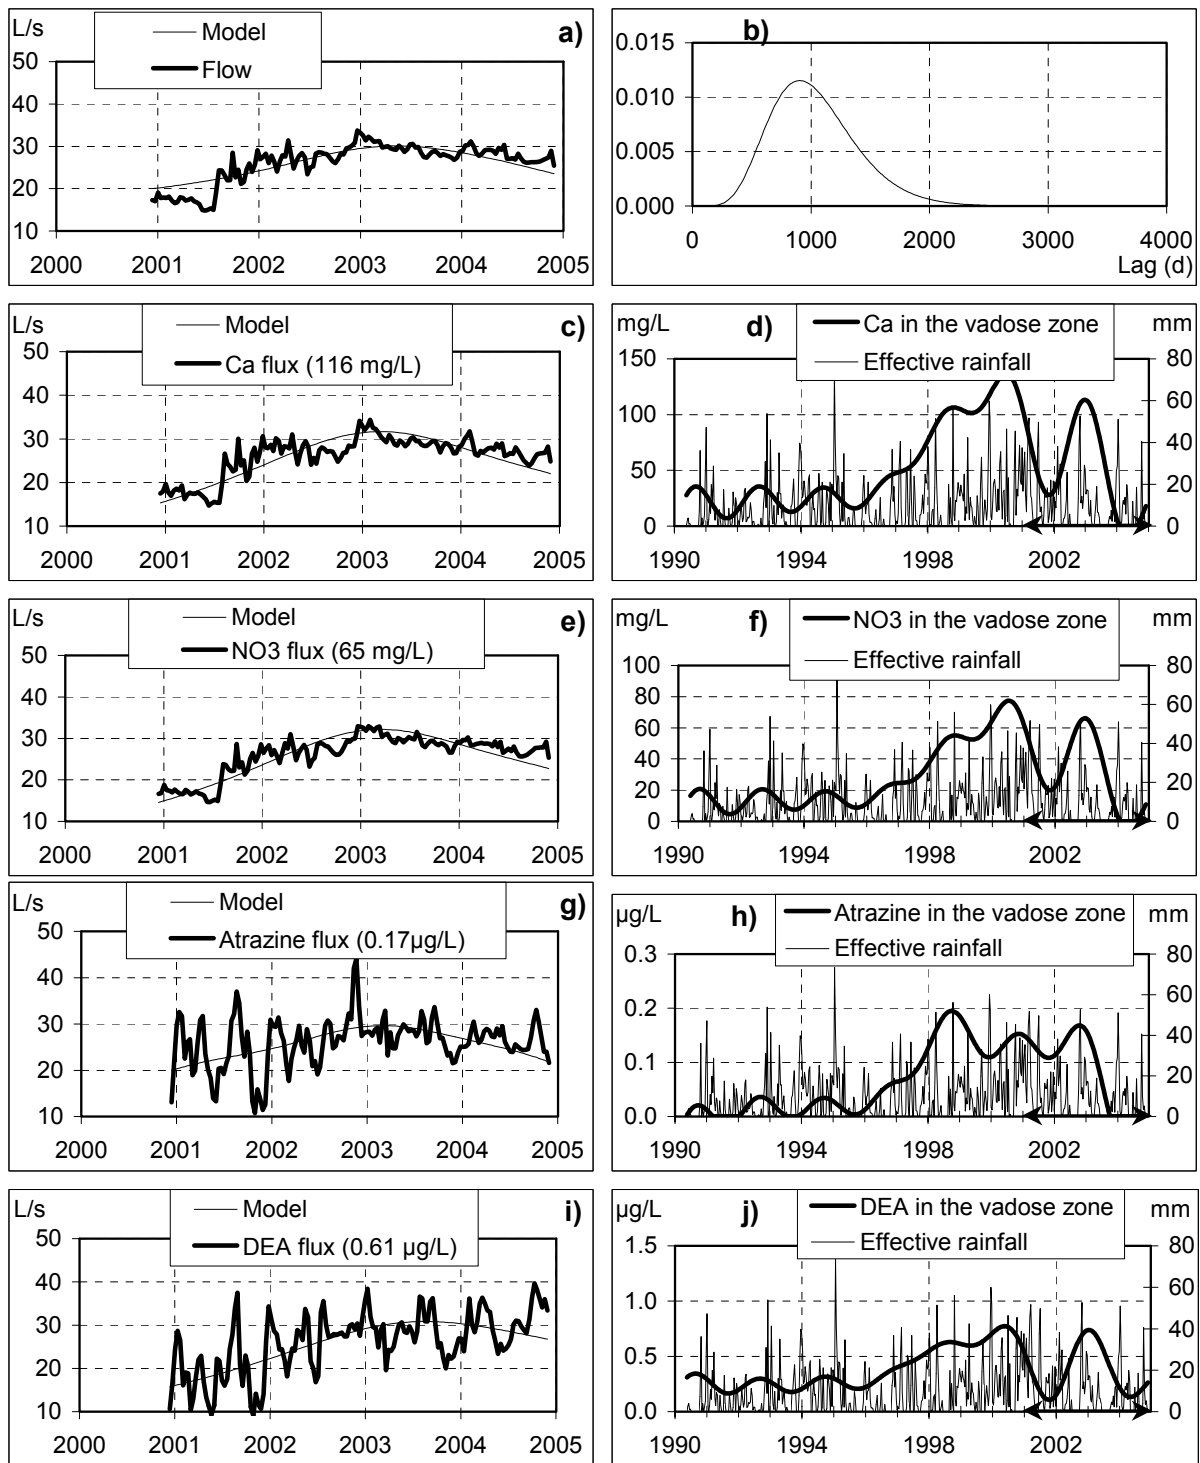 L/s
Model
Flow
a)
50
40
30
20
10
2000 2001 2002 2003 2004 2005
b)
0.015
0.010
0.005
0.000
0 1000 2000 3000 4000
Lag (d)
L/s
Model
Ca flux (116 mg/L)
c)
50
40
30
20
10
2000 2001 2002 2003 2004 2005
mg/L
d)
Ca in the vadose zone
Effective rainfall
mm
150
100
50
0
80
60
40
20
0
1990 1994 1998 2002
L/s
Model
NO3 flux (65 mg/L)
e)
50
40
30
20
10
2000 2001 2002 2003 2004 2005
mg/L
f)
NO3 in the vadose zone
Effective rainfall
mm
100
80
60
40
20
0
80
60
40
20
0
1990 1994 1998 2002
L/s
Model
Atrazine flux (0.17µg/L)
g)
50
40
30
20
10
2000 2001 2002 2003 2004 2005
µg/L
h)
Atrazine in the vadose zone
Effective rainfall
mm
0.3
0.2
0.1
0.0
80
60
40
20
0
1990 1994 1998 2002
L/s
Model
DEA flux (0.61 µg/L)
i)
50
40
30
20
10
2000 2001 2002 2003 2004 2005
µg/L
j)
DEA in the vadose zone
Effective rainfall
mm
1.5
1.0
0.5
0.0
80
60
40
20
0
1990 1994 1998 2002